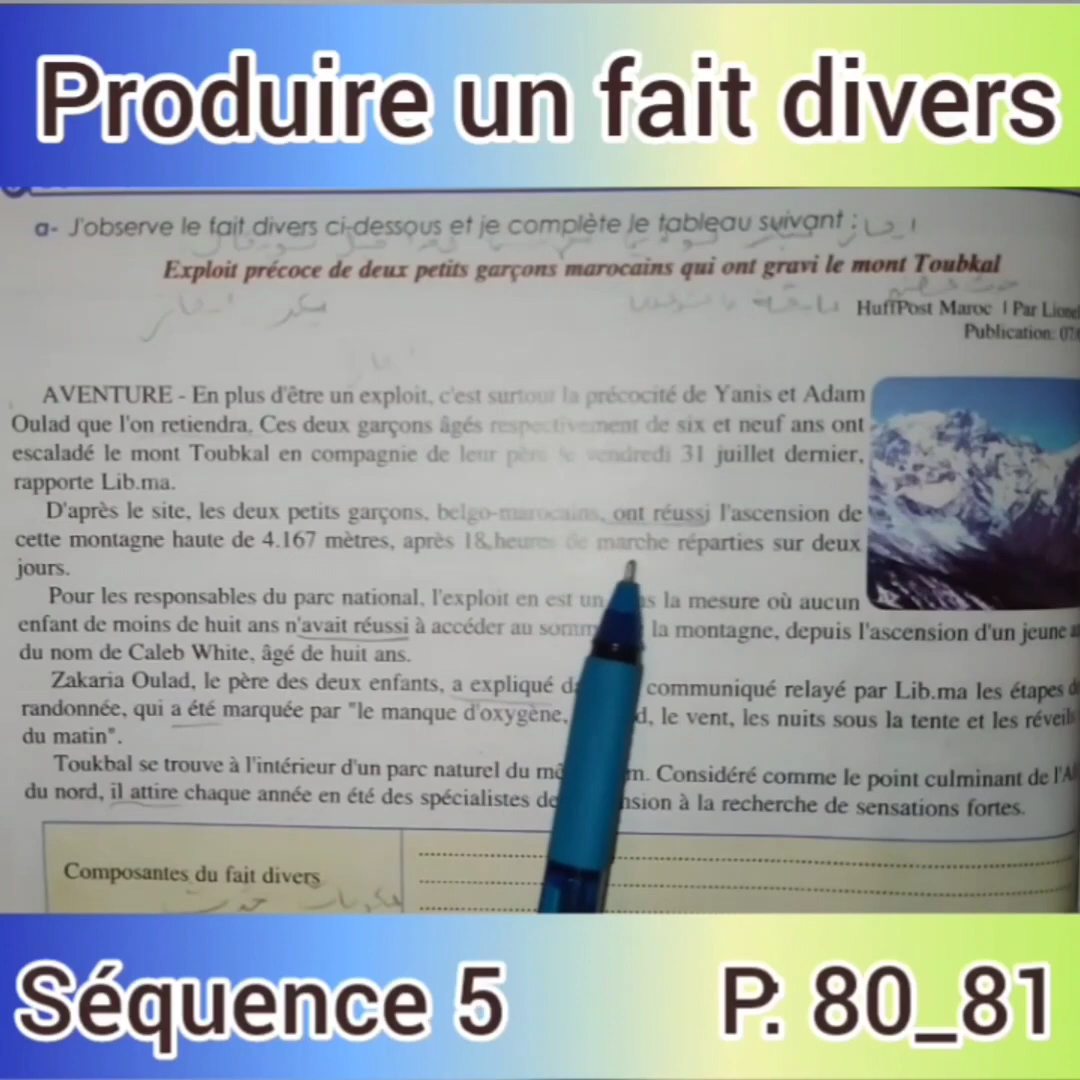 Produire un fait divers
a- J'observe le fait divers ci-dessous et je complète le tableau suivant :
Exploit précoce de deux petits garçons marocains qui ont gravi le mont Toubkal
HuffPost Maroc | Par Lionel
Publication: 07
AVENTURE - En plus d'être un exploit, c'est surtout la précocité de Yanis et Adam
Oulad que l'on retiendra. Ces deux garçons âgés respectivement de six et neuf ans ont
escaladé le mont Toubkal en compagnie de leur père le vendredi 31 juillet dernier,
rapporte Lib.ma.
D'après le site, les deux petits garçons, belgo-marocains, ont réussi l'ascension de
cette montagne haute de 4.167 mètres, après 18 heures de marche réparties sur deux
jours.
Pour les responsables du parc national, l'exploit en est un la mesure où aucun
enfant de moins de huit ans n'avait réussi à accéder au la montagne, depuis l'ascension d'un jeune
du nom de Caleb White, âgé de huit ans.
Zakaria Oulad, le père des deux enfants, a expliqué communiqué relayé par Lib.ma les étapes
randonnée, qui a été marquée par "le manque d'oxygène, le vent, les nuits sous la tente et les
du matin".
Toukbal se trouve à l'intérieur d'un parc naturel du Considéré comme le point culminant de
du nord, il attire chaque année en été des spécialistes à la recherche de sensations fortes.
Composantes du fait divers
Séquence 5 P. 80_81